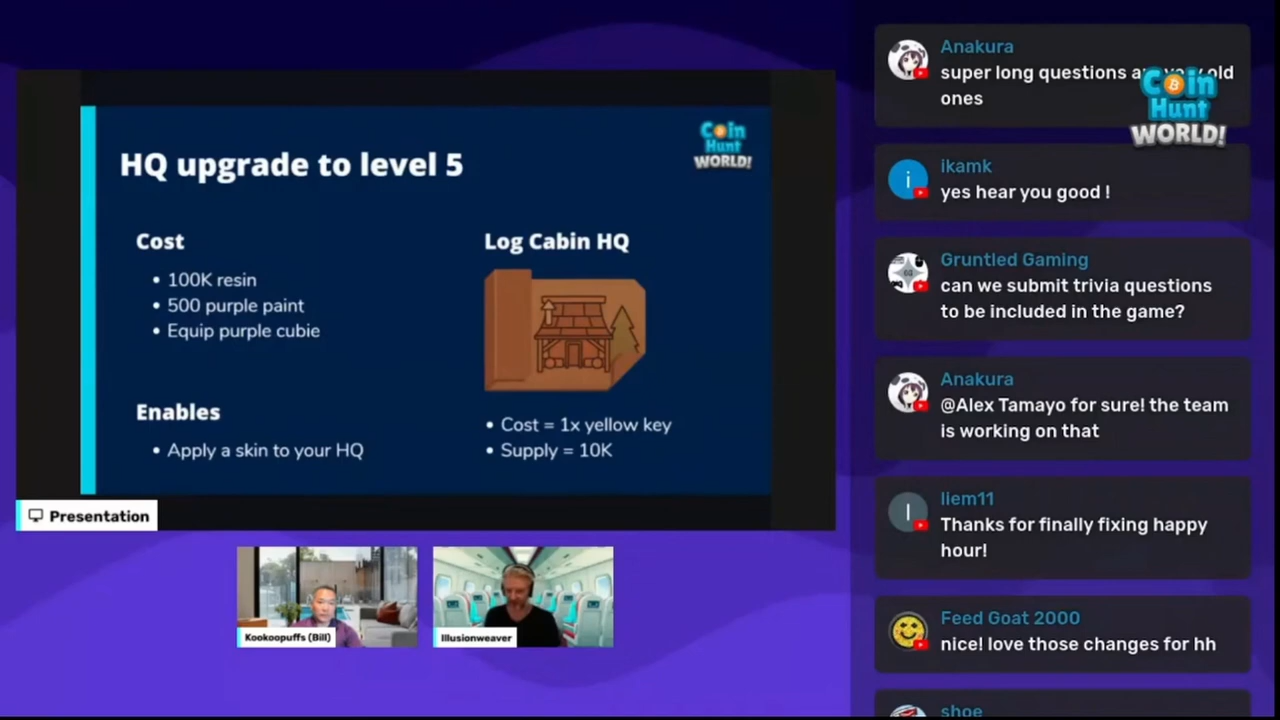 Coin
Hunt
WORLD!
HQ upgrade to level 5
Cost
• 100K resin
• 500 purple paint
• Equip purple cubie
Enables
• Apply a skin to your HQ
Log Cabin HQ
• Cost = 1x yellow key
• Supply = 10K
Presentation
Kookoopuffs (Bill)
Illusionweaver
Anakura
super long questions old
ones
Coin
Hunt
WORLD!
i
ikamk
yes hear you good !
Gruntled Gaming
can we submit trivia questions
to be included in the game?
Anakura
@Alex Tamayo for sure! the team
is working on that
l
liem11
Thanks for finally fixing happy
hour!
Feed Goat 2000
nice! love those changes for hh
shoe